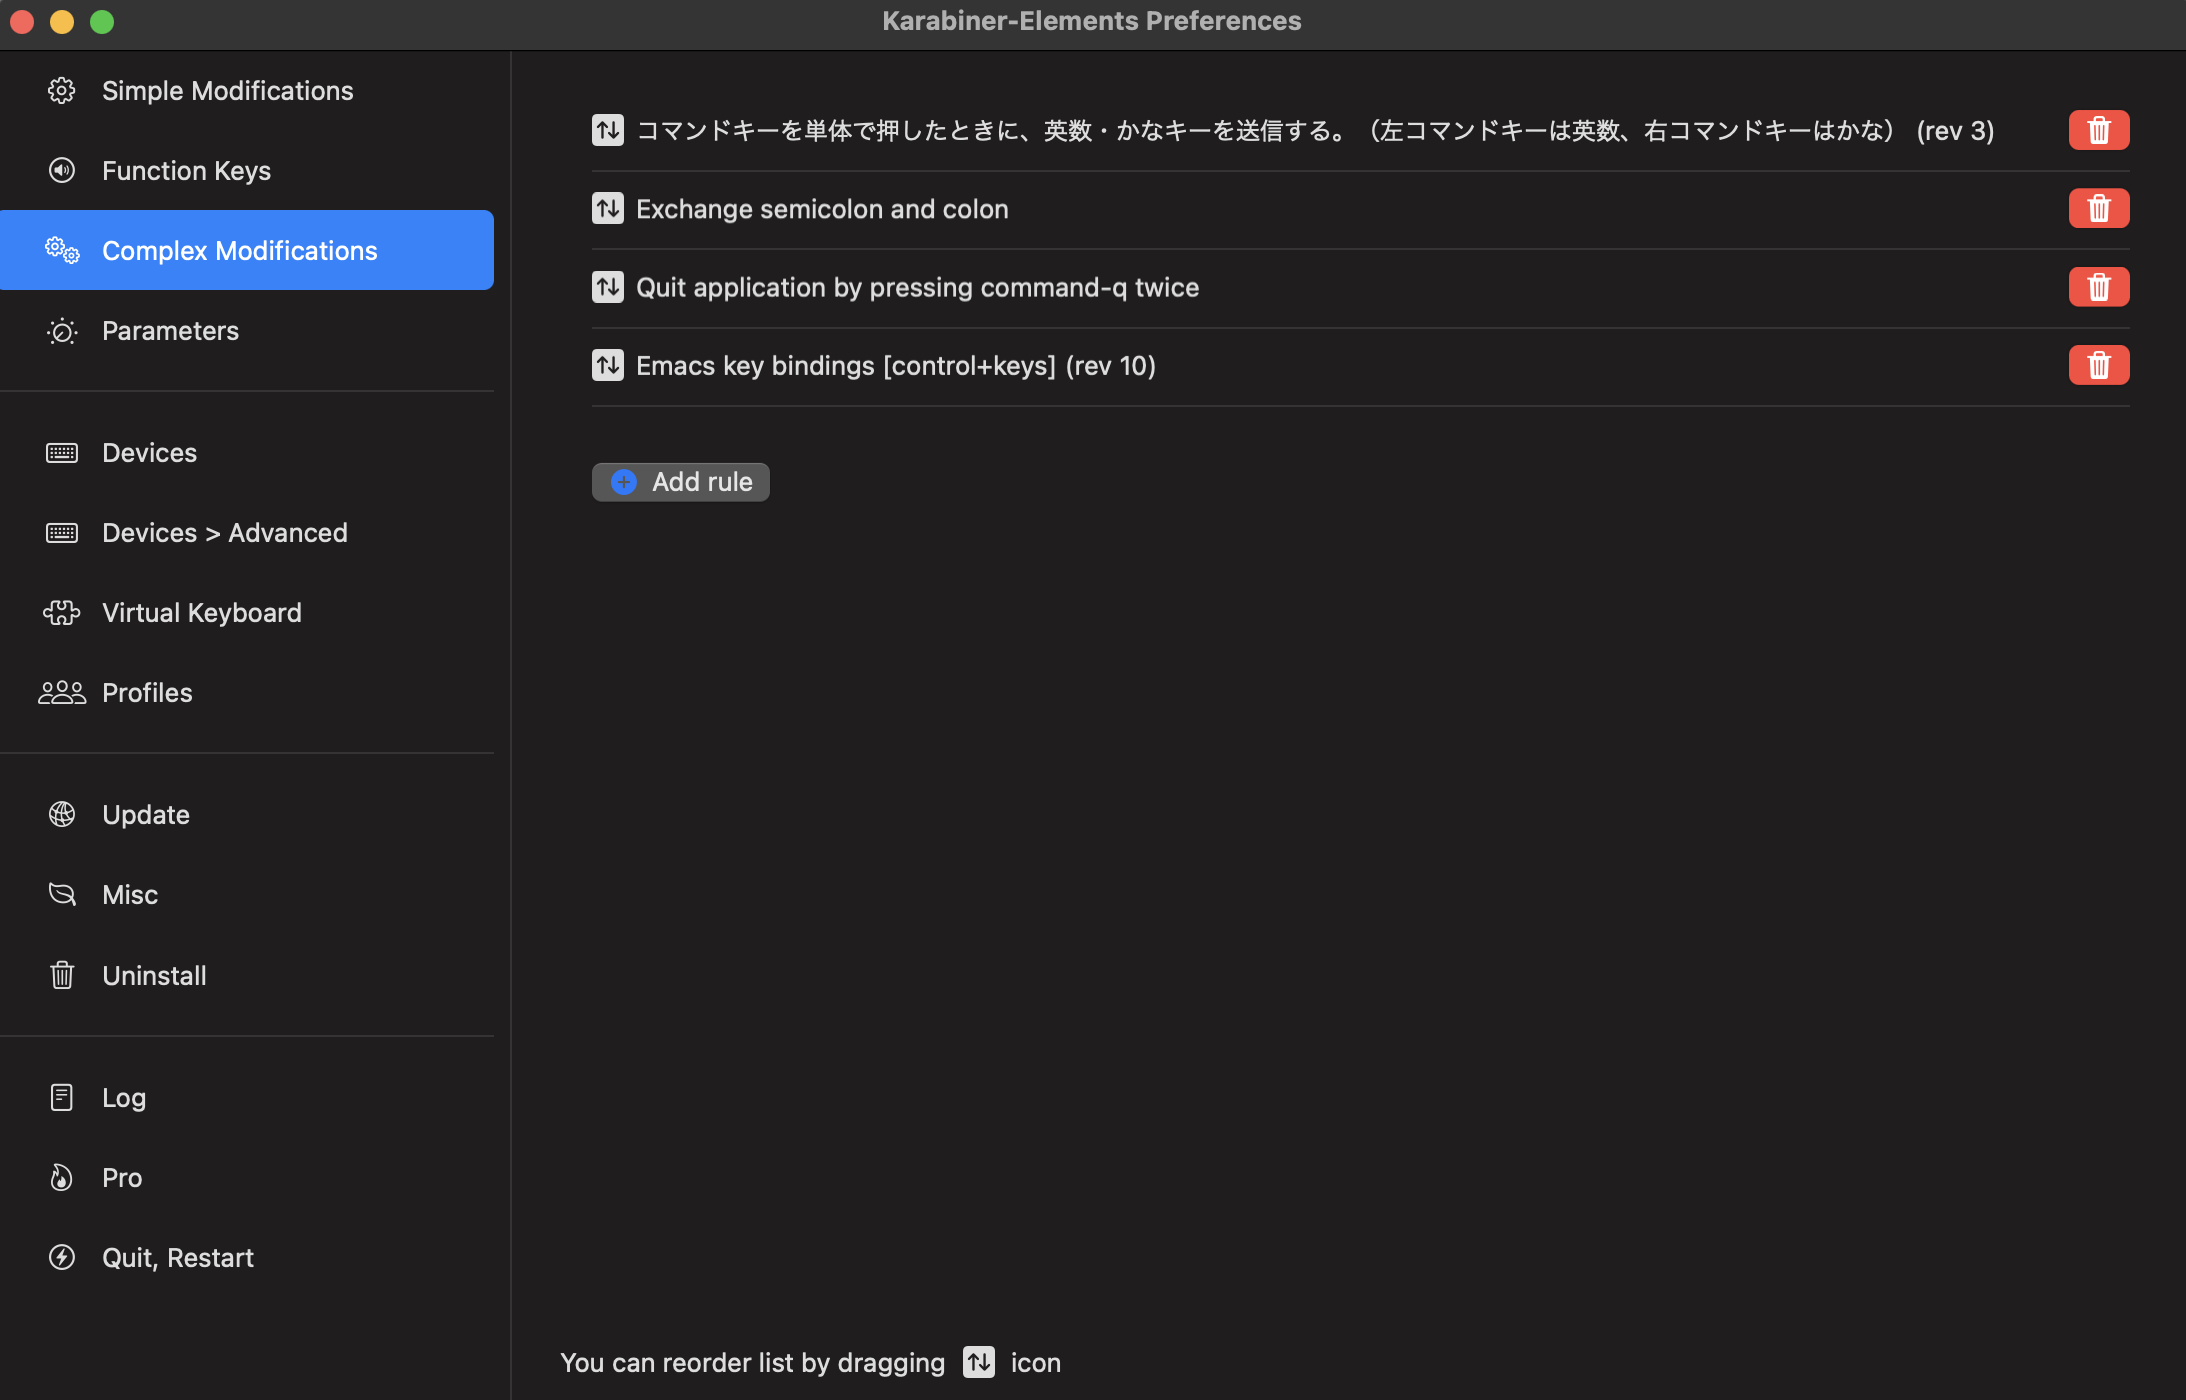 Karabiner-Elements Preferences
Simple Modifications
Function Keys
Complex Modifications
Parameters
Devices
Devices > Advanced
Virtual Keyboard
Profiles
Update
Misc
Uninstall
Log
Pro
Quit, Restart
コマンドキーを単体で押したときに、英数・かなキーを送信する。（左コマンドキーは英数、右コマンドキーはかな） (rev 3)
Exchange semicolon and colon
Quit application by pressing command-q twice
Emacs key bindings [control+keys] (rev 10)
Add rule
You can reorder list by dragging icon